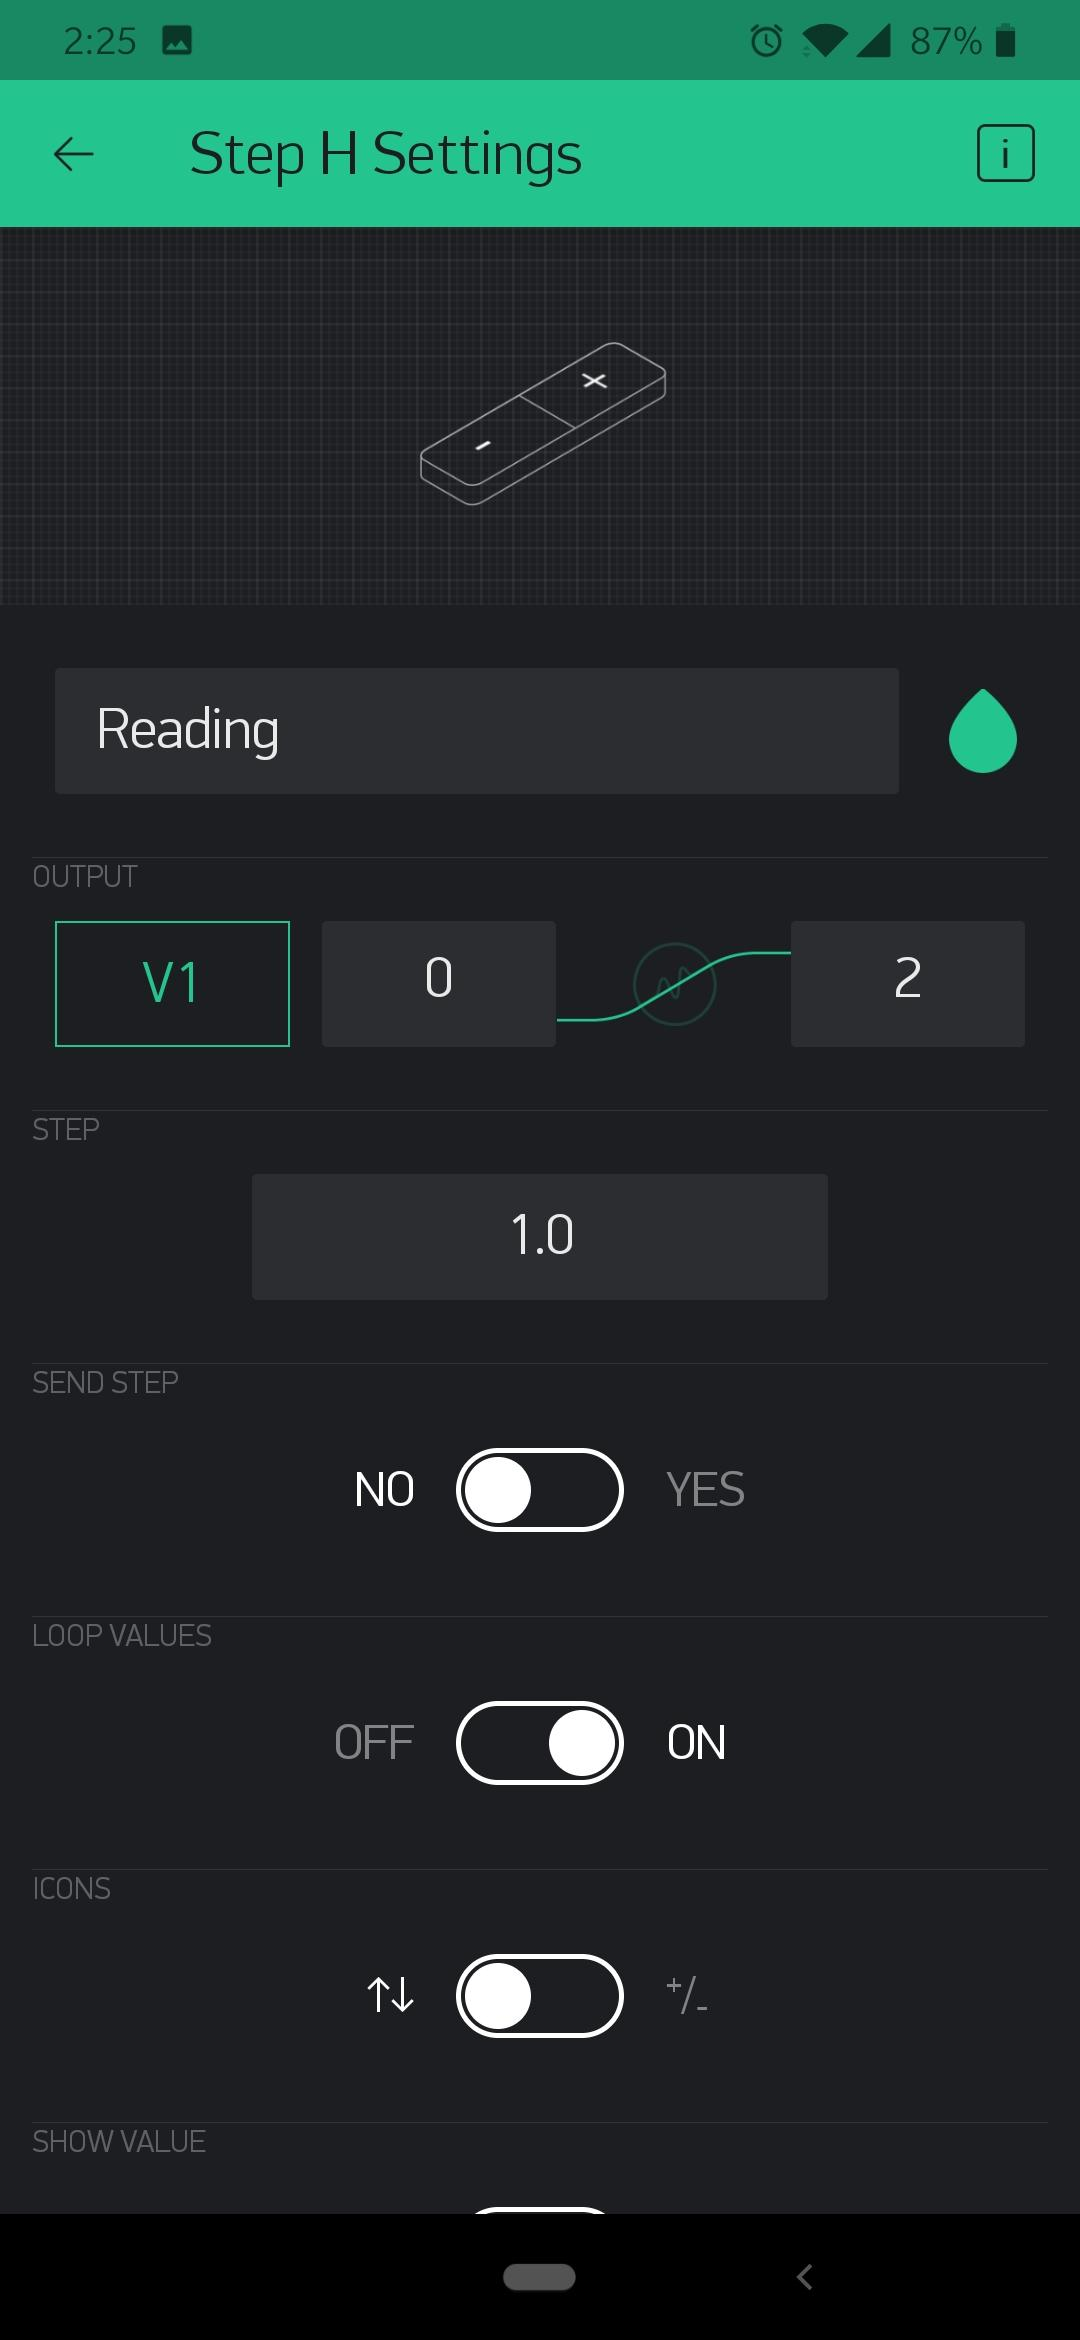 2:25 87%
Step H Settings
Reading
OUTPUT
V1 0 2
STEP
1.0
SEND STEP
NO YES
LOOP VALUES
OFF ON
ICONS
↑↓ +/-
SHOW VALUE